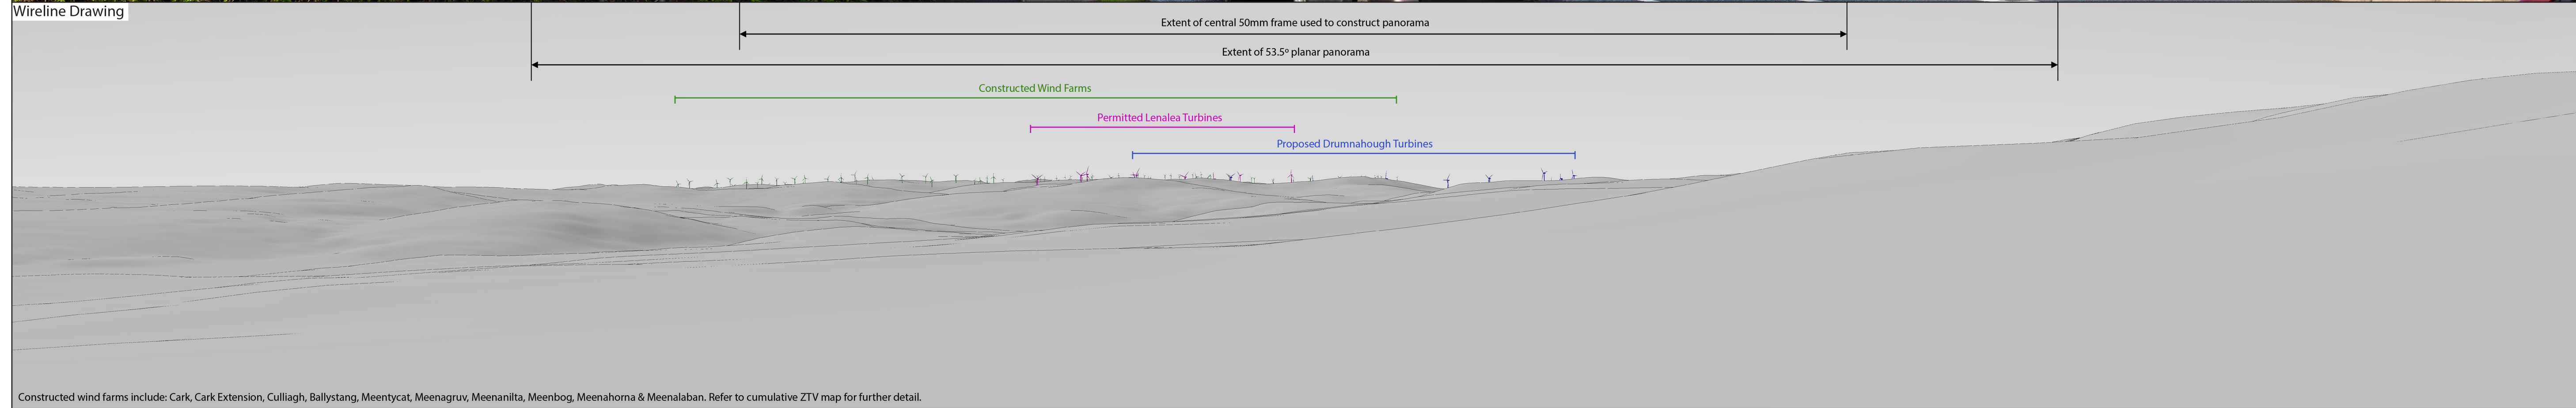 Wireline Drawing
Extent of central 50mm frame used to construct panorama
Extent of 53.5º planar panorama
Constructed Wind Farms
Permitted Lenalea Turbines
Proposed Drumnahough Turbines
Constructed wind farms include: Cark, Cark Extension, Culliagh, Ballystang, Meentycat, Meenagruv, Meenanilta, Meenbog, Meenahorna & Meenalaban. Refer to cumulative ZTV map for further detail.